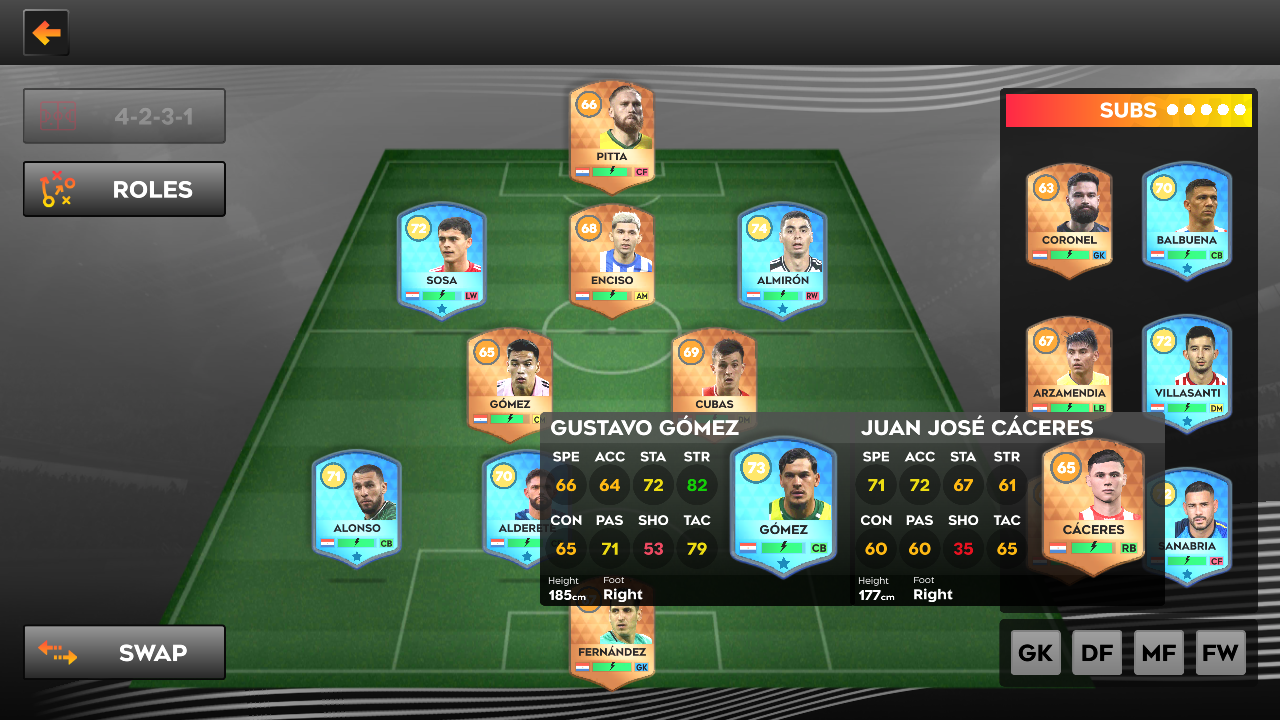 4-2-3-1
ROLES
SWAP
66
PITTA
CF
72
SOSA
LW
68
ENCISO
AM
74
ALMIRÓN
RW
65
GÓMEZ
69
CUBAS
71
ALONSO
CB
70
FERNÁNDEZ
GK
GUSTAVO GÓMEZ
SPE ACC STA STR
66 64 72 82
CON PAS SHO TAC
65 71 53 79
Height Foot
185cm Right
73
GÓMEZ
CB
JUAN JOSÉ CÁCERES
SPE ACC STA STR
71 72 67 61
CON PAS SHO TAC
60 60 35 65
Height Foot
177cm Right
65
CÁCERES
RB
SUBS
63
CORONEL
GK
70
BALBUENA
CB
67
ARZAMENDIA
LB
72
VILLASANTI
DM
SANABRIA
CF
GK DF MF FW